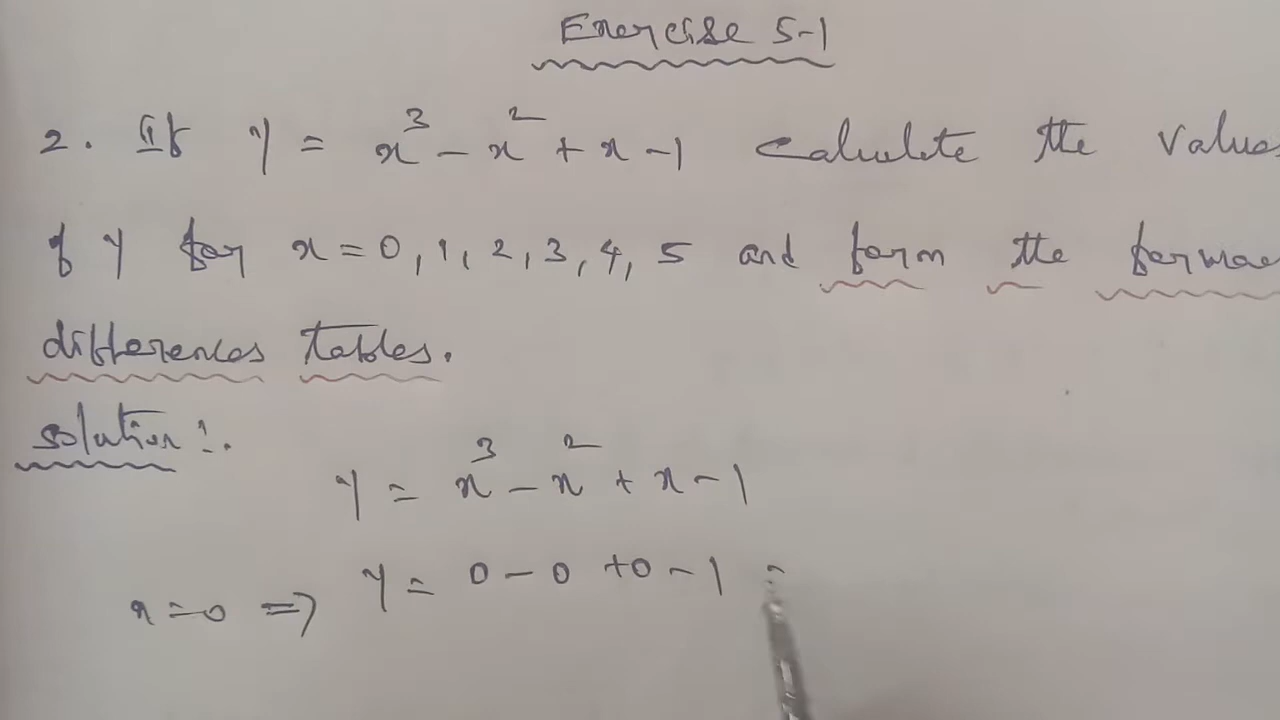 Exercise 5-1
2. If y = x³ - x² + x - 1 calculate the value
of y for x = 0, 1, 2, 3, 4, 5 and form the
differences tables.
solution:.
y = x³ - x² + x - 1
x = 0 ⇒ y = 0 - 0 + 0 - 1 =